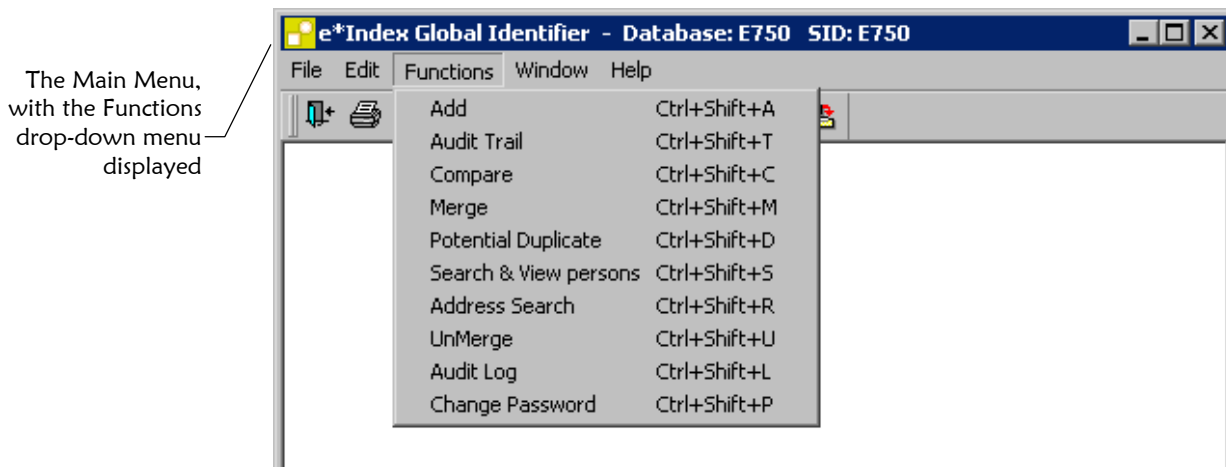 e*Index Global Identifier - Database: E750 SID: E750
File Edit Functions Window Help
The Main Menu,
with the Functions
drop-down menu
displayed
Add Ctrl+Shift+A
Audit Trail Ctrl+Shift+T
Compare Ctrl+Shift+C
Merge Ctrl+Shift+M
Potential Duplicate Ctrl+Shift+D
Search & View persons Ctrl+Shift+S
Address Search Ctrl+Shift+R
UnMerge Ctrl+Shift+U
Audit Log Ctrl+Shift+L
Change Password Ctrl+Shift+P